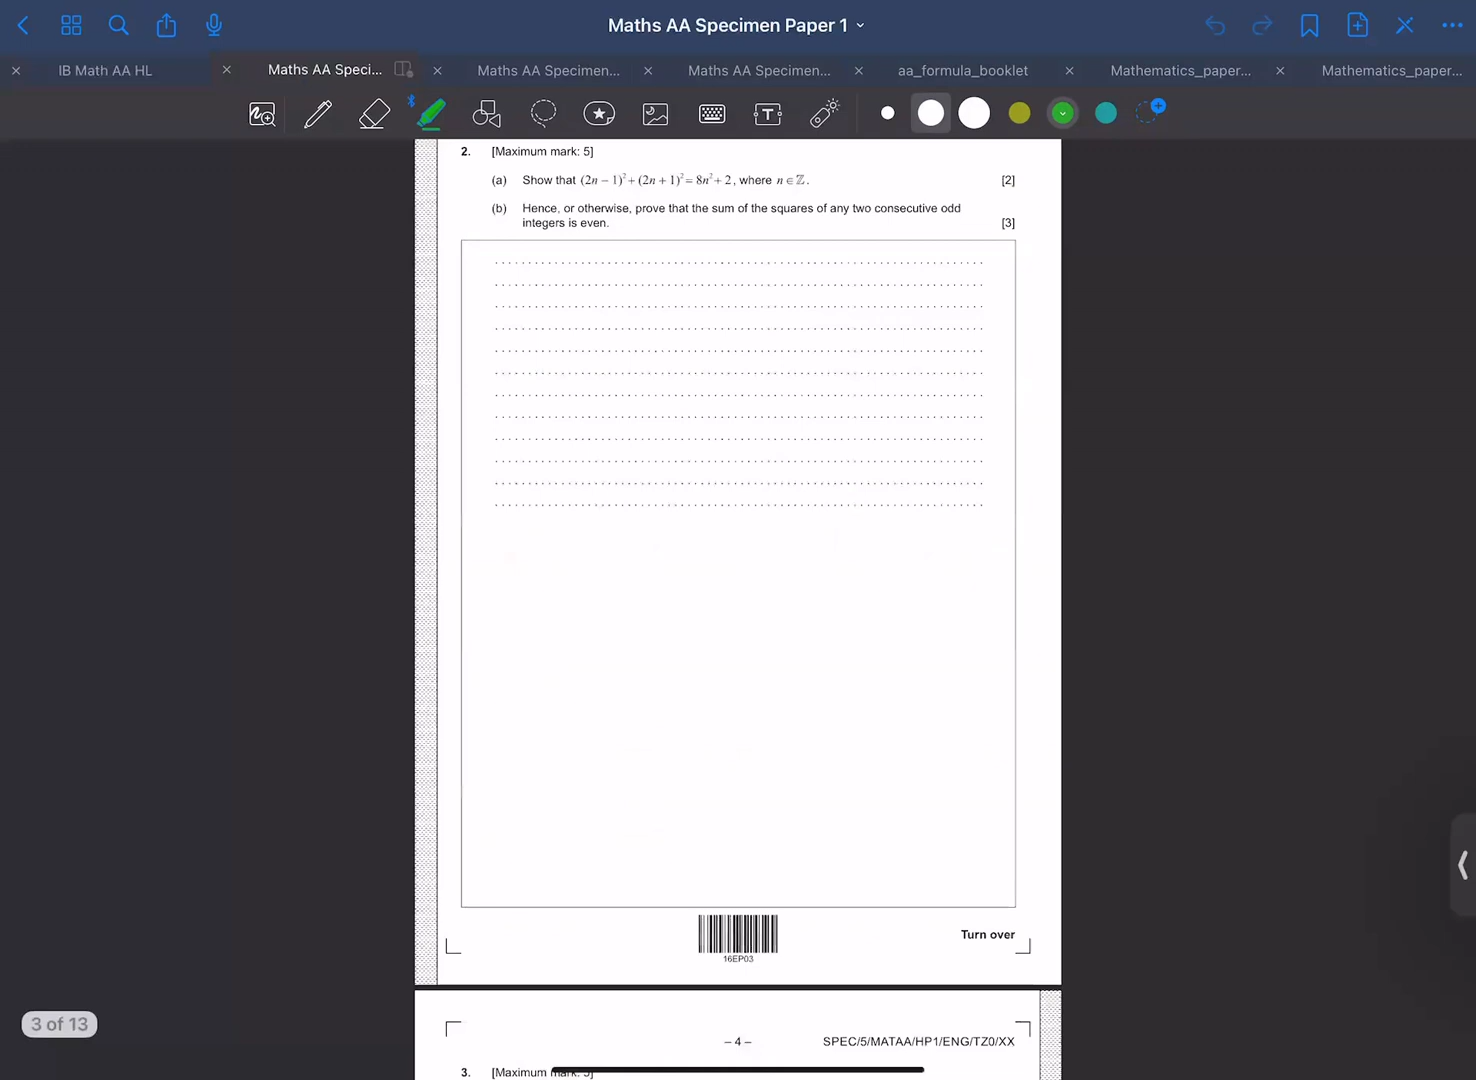 Maths AA Specimen Paper 1
IB Math AA HL
Maths AA Speci...
Maths AA Specimen...
Maths AA Specimen...
aa_formula_booklet
Mathematics_paper...
Mathematics_paper...
2. [Maximum mark: 5]
(a) Show that (2n − 1)² + (2n + 1)² = 8n² + 2, where n ∈ ℤ. [2]
(b) Hence, or otherwise, prove that the sum of the squares of any two consecutive odd
integers is even. [3]
16EP03
Turn over
3 of 13
– 4 –
SPEC/5/MATAA/HP1/ENG/TZ0/XX
3. [Maximum mark: 5]